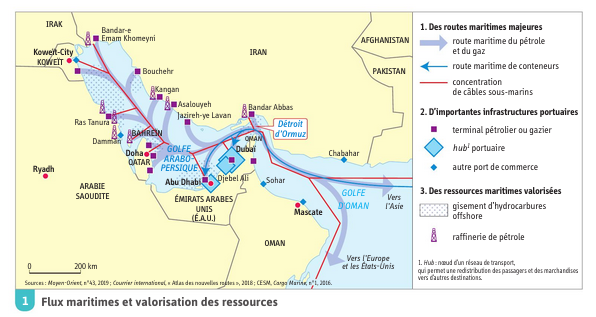 IRAK
Bandar-e
Emam Khomeyni
Koweït-City
KOWEÏT
IRAN
AFGHANISTAN
PAKISTAN
Bouchehr
Kangan
Asalouyeh
Jazireh-ye Lavan
Bandar Abbas
Détroit
d'Ormuz
Ras Tanura
BAHREÏN
Dammam
Doha
QATAR
GOLFE
ARABO-
PERSIQUE
OMAN
Dubaï
Chabahar
Ryadh
ARABIE
SAOUDITE
Abu Dhabi
Djebel Ali
Sohar
ÉMIRATS ARABES
UNIS
(É.A.U.)
GOLFE
D'OMAN
Vers
l'Asie
Mascate
OMAN
Vers l'Europe
et les États-Unis
0 200 km
Sources : Moyen-Orient, n°43, 2019 ; Courrier international, « Atlas des nouvelles routes », 2018 ; CESM, Cargo Marine, n°1, 2016.
1. Des routes maritimes majeures
route maritime du pétrole
et du gaz
route maritime de conteneurs
concentration
de câbles sous-marins
2. D'importantes infrastructures portuaires
terminal pétrolier ou gazier
hub¹ portuaire
autre port de commerce
3. Des ressources maritimes valorisées
gisement d'hydrocarbures
offshore
raffinerie de pétrole
1. Hub : nœud d'un réseau de transport,
qui permet une redistribution des passagers et des marchandises
vers d'autres destinations.
1 Flux maritimes et valorisation des ressources